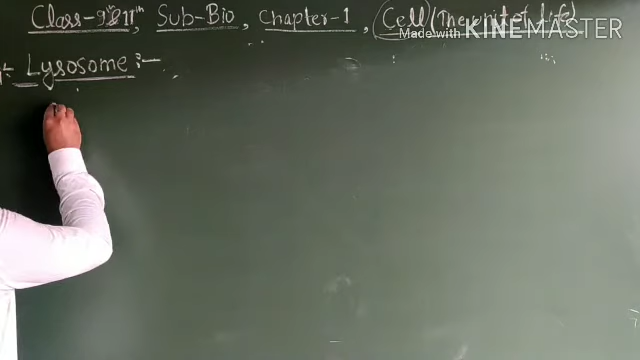 Class-9th & 11th, Sub-Bio, Chapter-1, Cell (The unit of Life)
Made with KINEMASTER
Lysosome :-